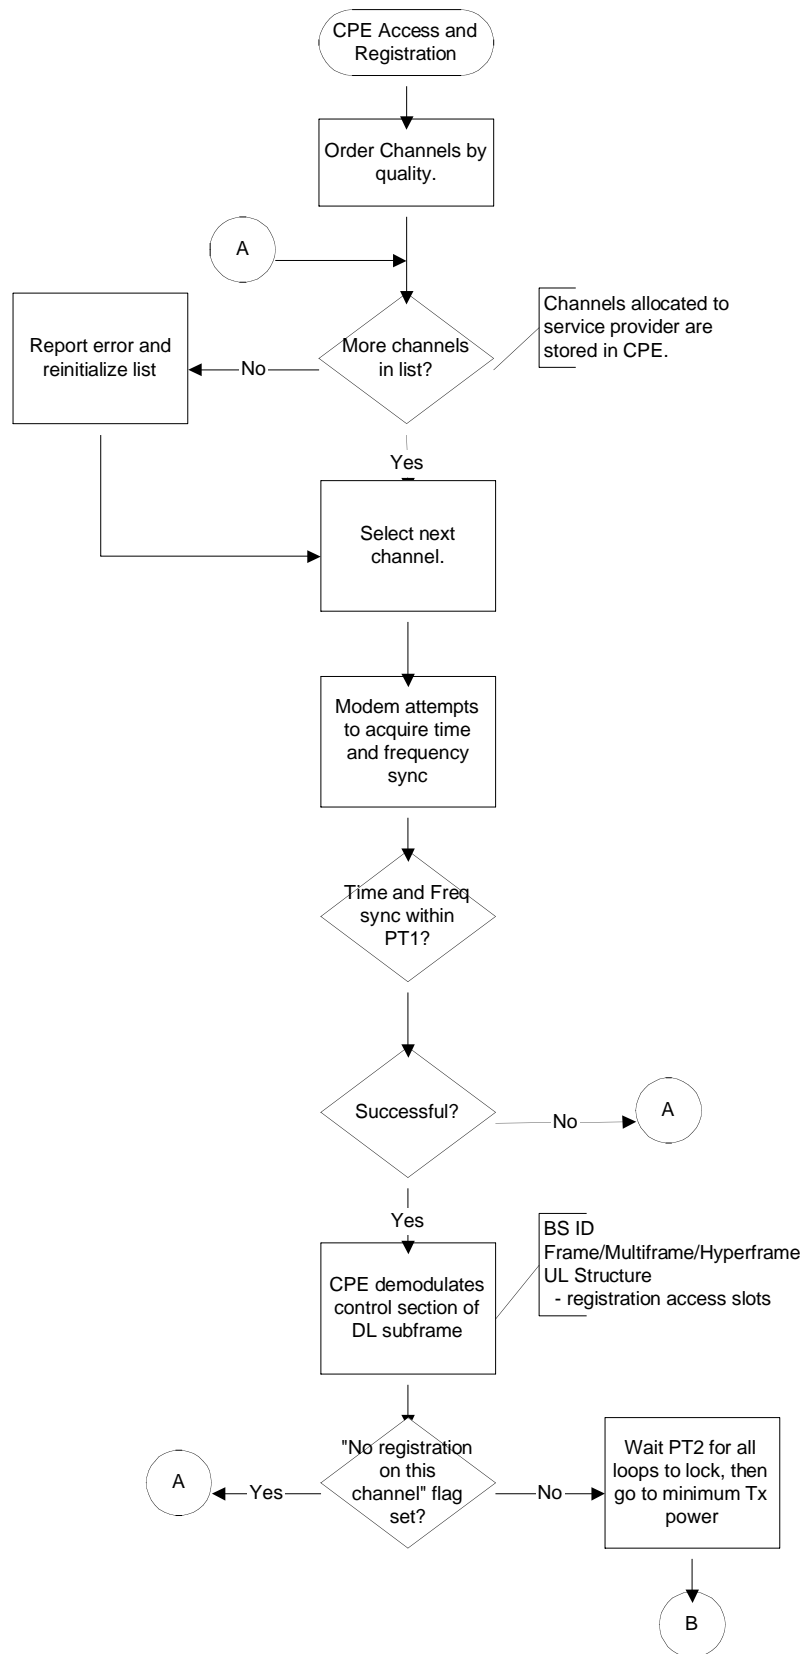 CPE Access and
Registration
Order Channels by
quality.
A
More channels
in list?
Channels allocated to
service provider are
stored in CPE.
Report error and
reinitialize list
No
Yes
Select next
channel.
Modem attempts
to acquire time
and frequency
sync
Time and Freq
sync within
PT1?
Successful?
No
A
Yes
CPE demodulates
control section of
DL subframe
BS ID
Frame/Multiframe/Hyperframe
UL Structure
- registration access slots
"No registration
on this
channel" flag
set?
Yes
A
No
Wait PT2 for all
loops to lock, then
go to minimum Tx
power
B